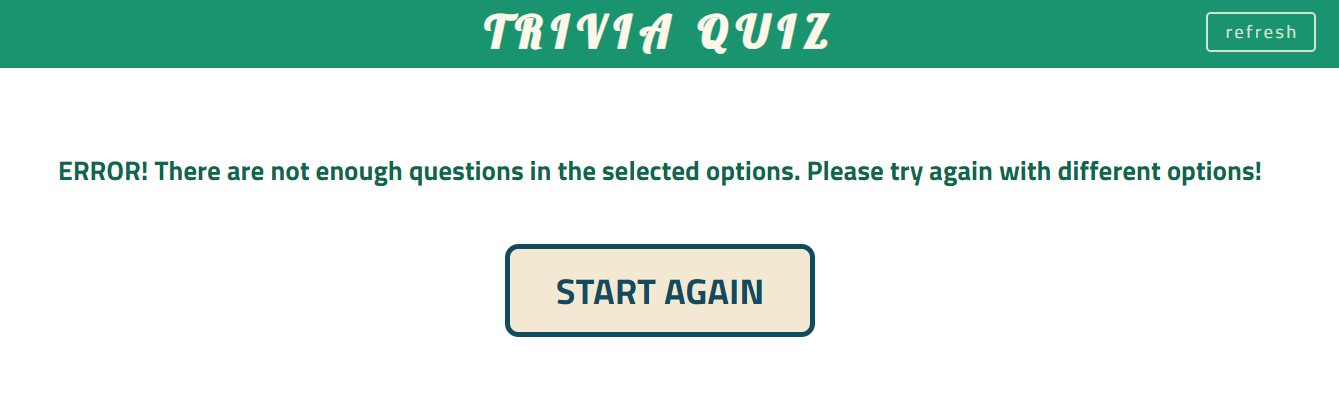 TRIVIA QUIZ
refresh
ERROR! There are not enough questions in the selected options. Please try again with different options!
START AGAIN